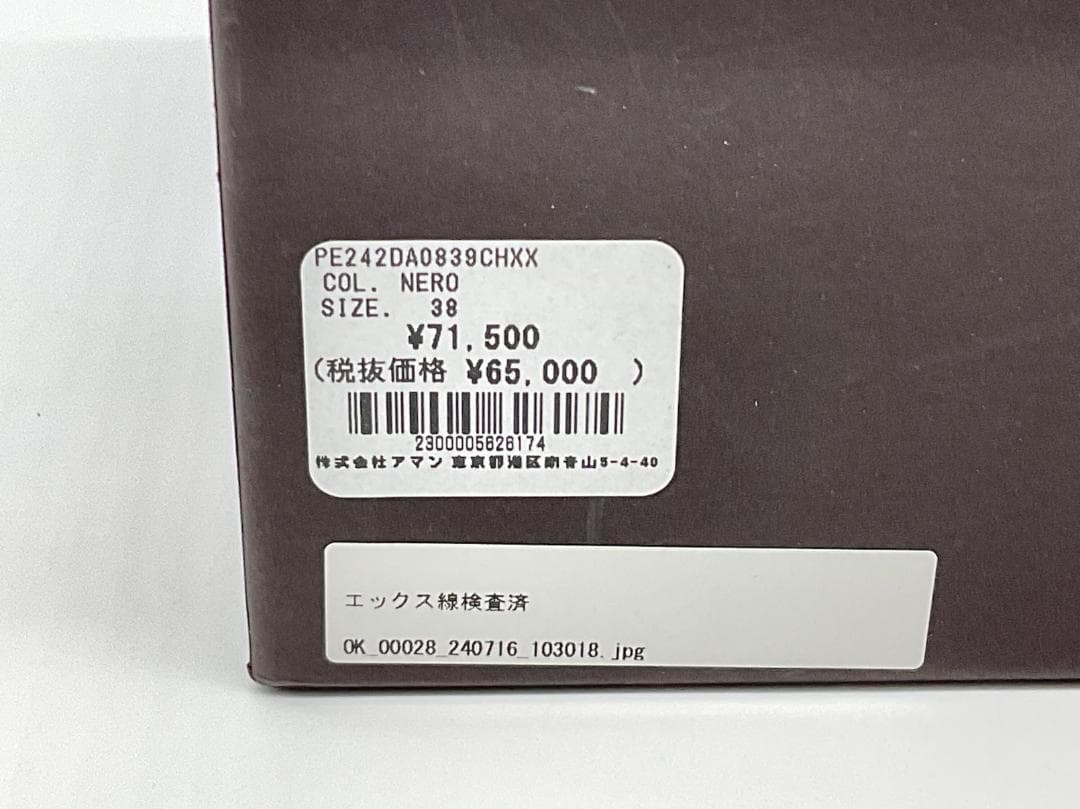 PE242DA0839CHXX
COL. NERO
SIZE. 38
¥71,500
(税抜価格 ¥65,000 )
2300005626174
株式会社アマン 東京都港区南青山5-4-40
エックス線検査済
OK_00028_240716_103018.jpg